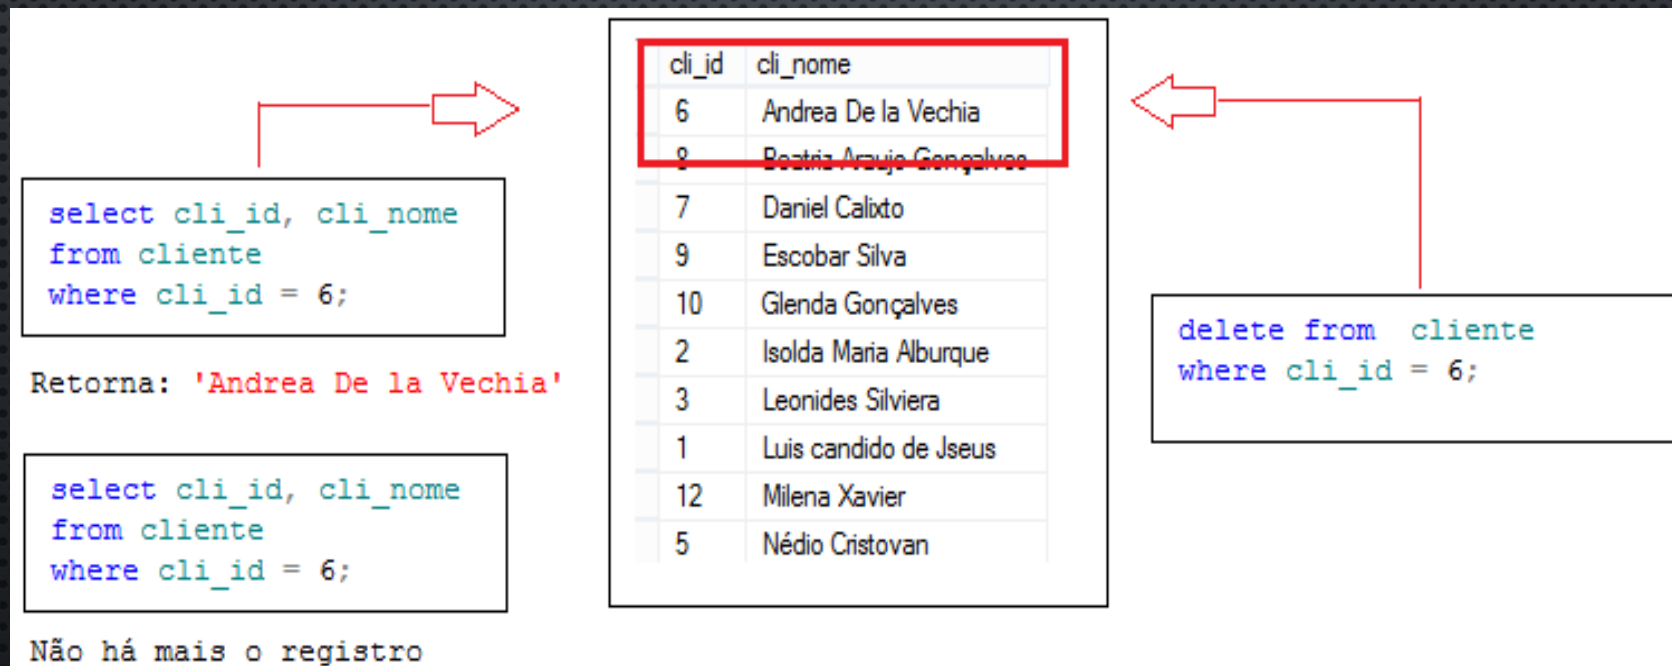 select cli_id, cli_nome
from cliente
where cli_id = 6;
Retorna: 'Andrea De la Vechia'
select cli_id, cli_nome
from cliente
where cli_id = 6;
Não há mais o registro
cli_id cli_nome
6 Andrea De la Vechia
8 Beatriz Araujo Gonçalves
7 Daniel Calixto
9 Escobar Silva
10 Glenda Gonçalves
2 Isolda Maria Alburque
3 Leonides Silviera
1 Luis candido de Jseus
12 Milena Xavier
5 Nédio Cristovan
delete from cliente
where cli_id = 6;